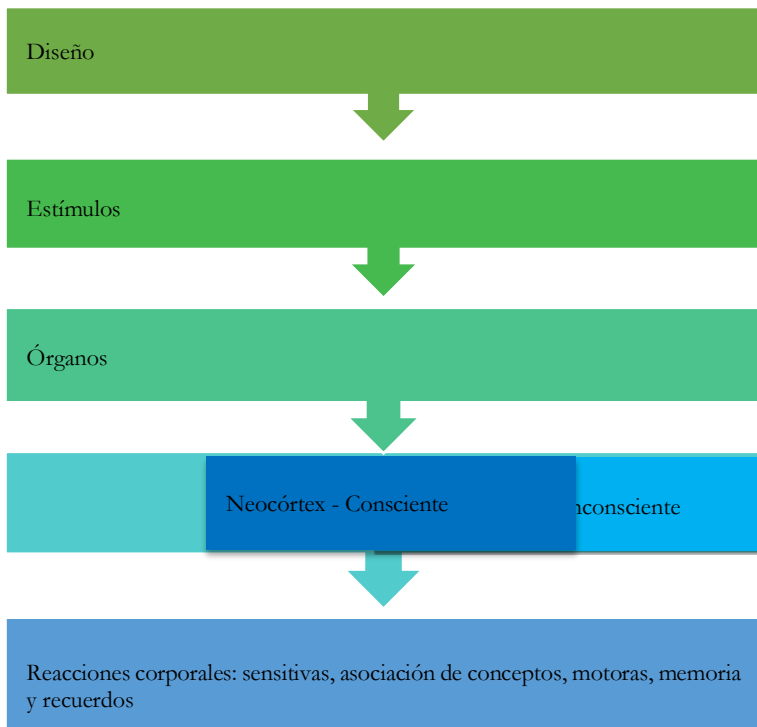 Diseño
Estímulos
Órganos
Neocórtex - Consciente
nconsciente
Reacciones corporales: sensitivas, asociación de conceptos, motoras, memoria
y recuerdos